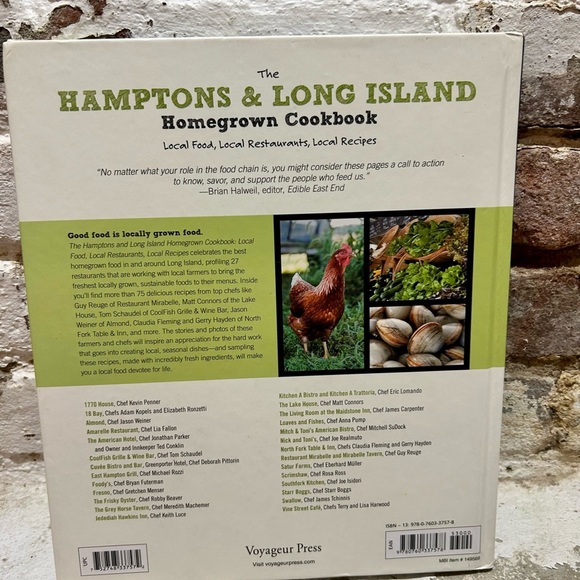 The
HAMPTONS & LONG ISLAND
Homegrown Cookbook
Local Food, Local Restaurants, Local Recipes
“No matter what your role in the food chain is, you might consider these pages a call to action
to know, savor, and support the people who feed us.”
—Brian Halweil, editor, Edible East End
Good food is locally grown food.
The Hamptons and Long Island Homegrown Cookbook: Local
Food, Local Restaurants, Local Recipes celebrates the best
homegrown food in and around Long Island, profiling 27
restaurants that are working with local farmers to bring the
freshest locally grown, sustainable foods to their menus. Inside
you'll find more than 75 delicious recipes from top chefs like
Guy Reuge of Restaurant Mirabelle, Matt Connors of the Lake
House, Tom Schaudel of CoolFish Grille & Wine Bar, Jason
Weiner of Almond, Claudia Fleming and Gerry Hayden of North
Fork Table & Inn, and more. The stories and photos of these
farmers and chefs will inspire an appreciation for the hard work
that goes into creating local, seasonal dishes—and sampling
these recipes, made with incredibly fresh ingredients, will make
you a local food devotee for life.
1770 House, Chef Kevin Penner
18 Bay, Chefs Adam Kopels and Elizabeth Ronzetti
Almond, Chef Jason Weiner
Amarelle Restaurant, Chef Lia Fallon
The American Hotel, Chef Jonathan Parker
and Owner and Innkeeper Ted Conklin
CoolFish Grille & Wine Bar, Chef Tom Schaudel
Cuvée Bistro and Bar, Greenporter Hotel, Chef Deborah Pittorin
East Hampton Grill, Chef Michael Rozzi
Foody's, Chef Bryan Futerman
Fresno, Chef Gretchen Menser
The Frisky Oyster, Chef Robby Beaver
The Grey Horse Tavern, Chef Meredith Machemer
Jedediah Hawkins Inn, Chef Keith Luce
Kitchen A Bistro and Kitchen A Trattoria, Chef Eric Lomando
The Lake House, Chef Matt Connors
The Living Room at the Maidstone Inn, Chef James Carpenter
Loaves and Fishes, Chef Anna Pump
Mitch & Toni's American Bistro, Chef Mitchell SuDock
Nick and Toni's, Chef Joe Realmuto
North Fork Table & Inn, Chefs Claudia Fleming and Gerry Hayden
Restaurant Mirabelle and Mirabelle Tavern, Chef Guy Reuge
Satur Farms, Chef Eberhard Müller
Scrimshaw, Chef Rosa Ross
Southfork Kitchen, Chef Joe Isidori
Starr Boggs, Chef Starr Boggs
Swallow, Chef James Tchinnis
Vine Street Café, Chefs Terry and Lisa Harwood
UPC
Voyageur Press
Visit voyageurpress.com
ISBN - 13: 978-0-7603-3757-8
53000
EAN
9 780760 337578
MBI Item #